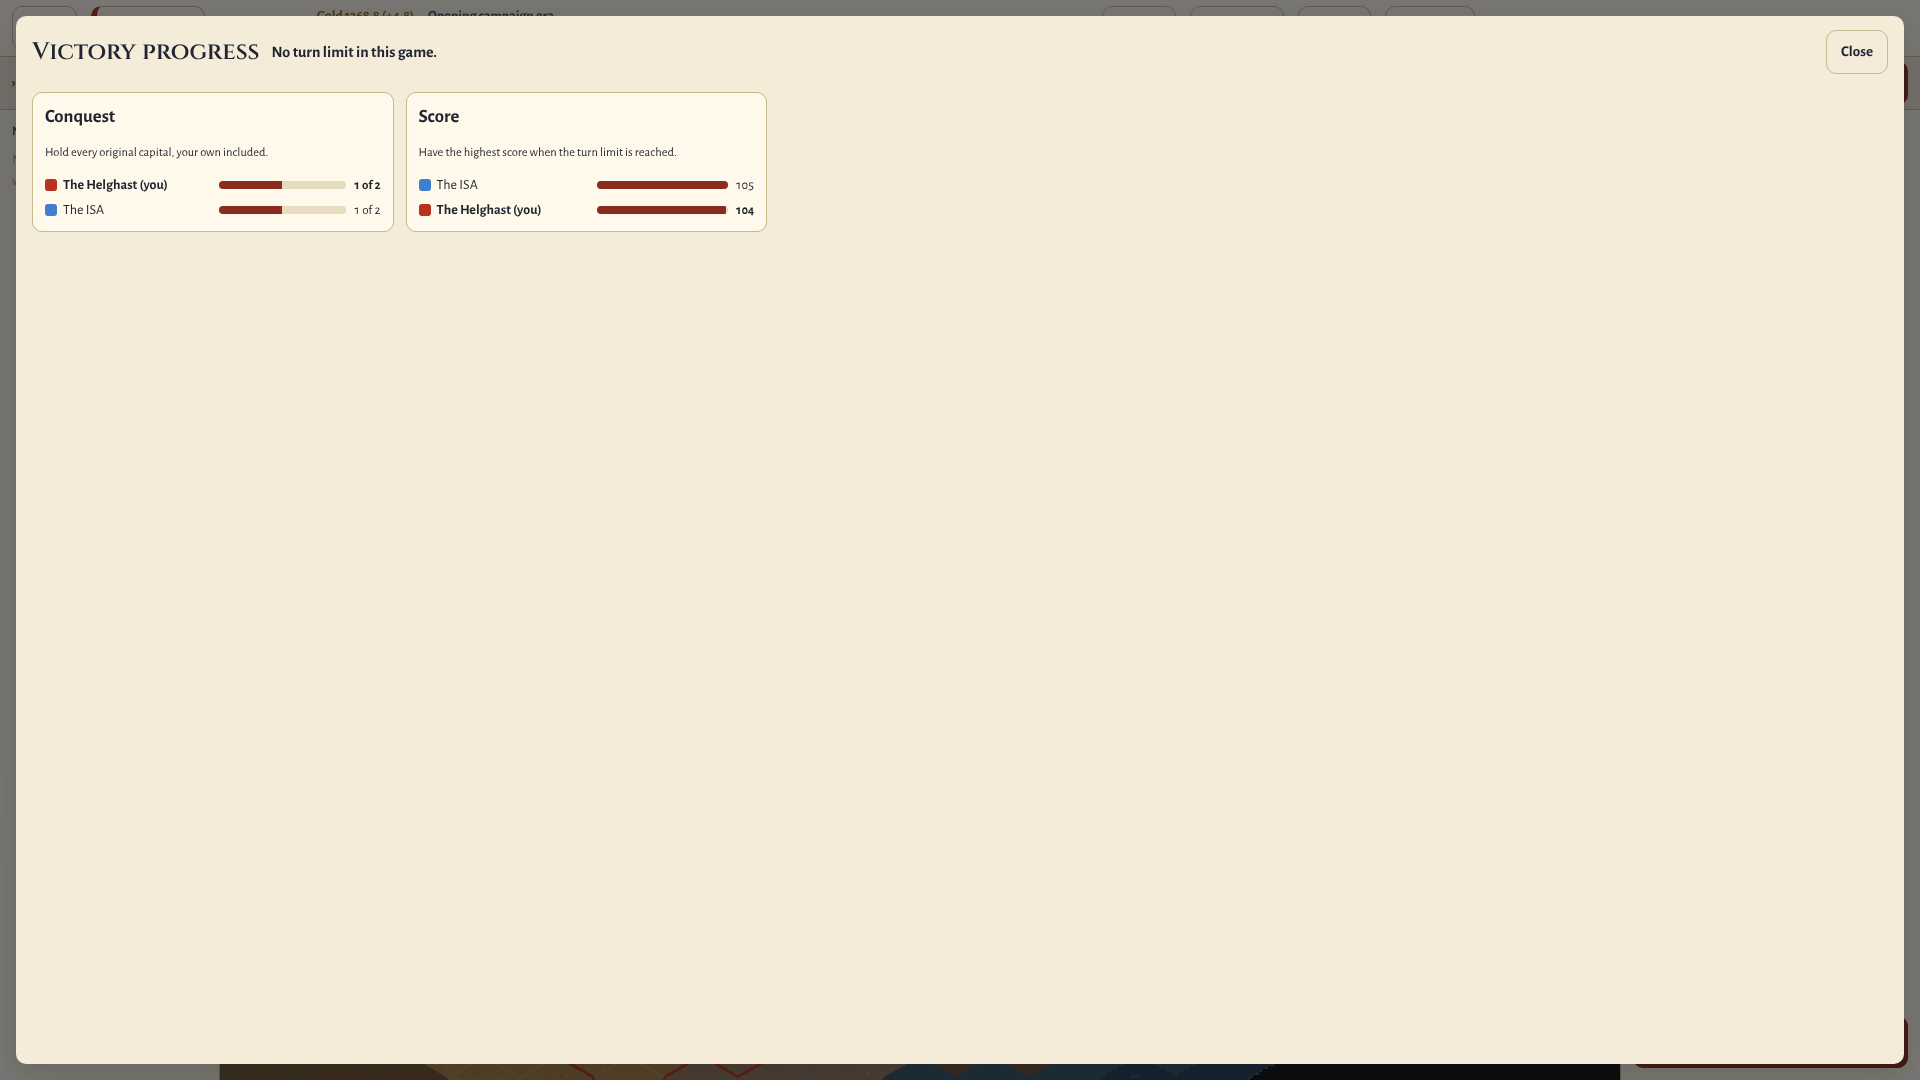 Victory progress No turn limit in this game. Close
Conquest
Hold every original capital, your own included.
The Helghast (you) 1 of 2
The ISA 1 of 2
Score
Have the highest score when the turn limit is reached.
The ISA 105
The Helghast (you) 104